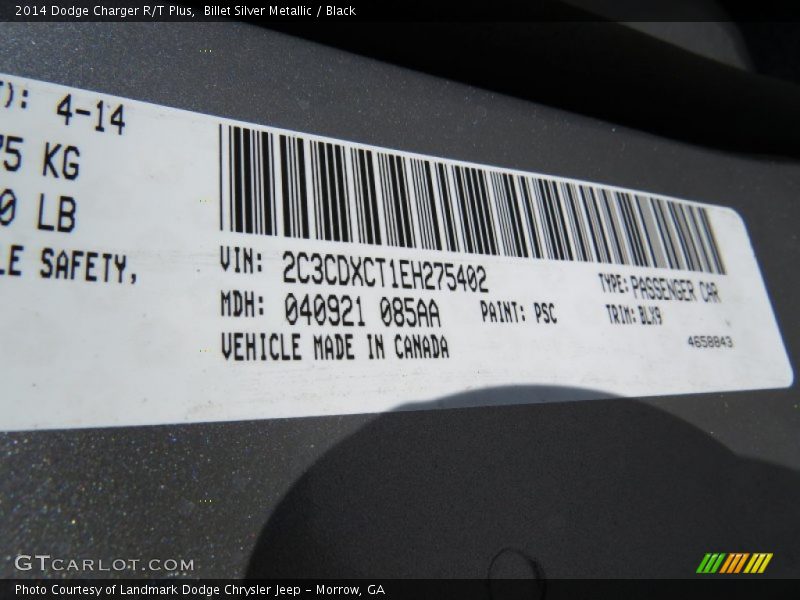 2014 Dodge Charger R/T Plus,  Billet Silver Metallic / Black
): 4-14
5 KG
0 LB
LE SAFETY,
VIN: 2C3CDXCT1EH275402
TYPE: PASSENGER CAR
MDH: 040921 085AA
PAINT: PSC
TRIM: BLX9
VEHICLE MADE IN CANADA
4658843
GTCARLOT.COM
Photo Courtesy of Landmark Dodge Chrysler Jeep - Morrow, GA